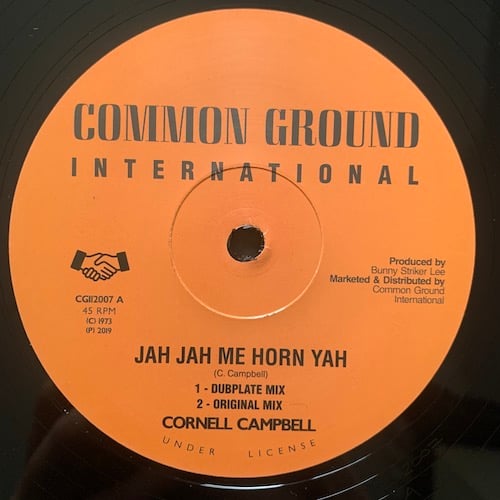 COMMON GROUND
INTERNATIONAL
Produced by
Bunny Striker Lee
Marketed & Distributed by
Common Ground
International
CGI12007 A
45 RPM
(C) 1973
(P) 2019
JAH JAH ME HORN YAH
(C. Campbell)
1 - DUBPLATE MIX
2 - ORIGINAL MIX
CORNELL CAMPBELL
UNDER LICENSE